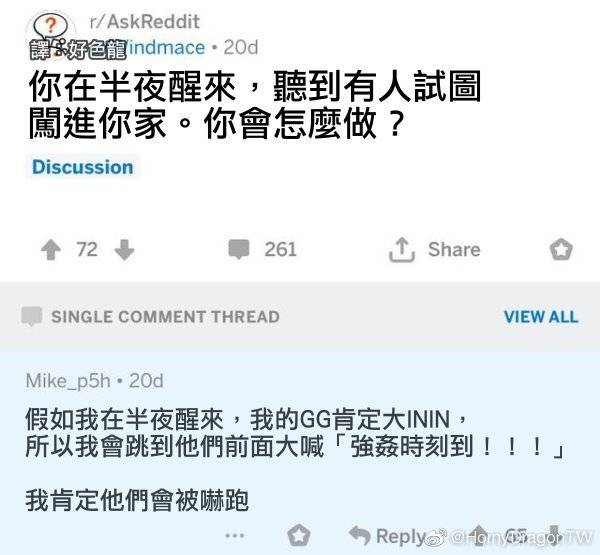 r/AskReddit
譯者好色龍 indmace • 20d
你在半夜醒來，聽到有人試圖
闖進你家。你會怎麼做？
Discussion
72
261
Share
SINGLE COMMENT THREAD
VIEW ALL
Mike_p5h • 20d
假如我在半夜醒來，我的GG肯定大ININ，
所以我會跳到他們前面大喊「強姦時刻到！！！」
我肯定他們會被嚇跑
Reply
@HornyDragonTW
65